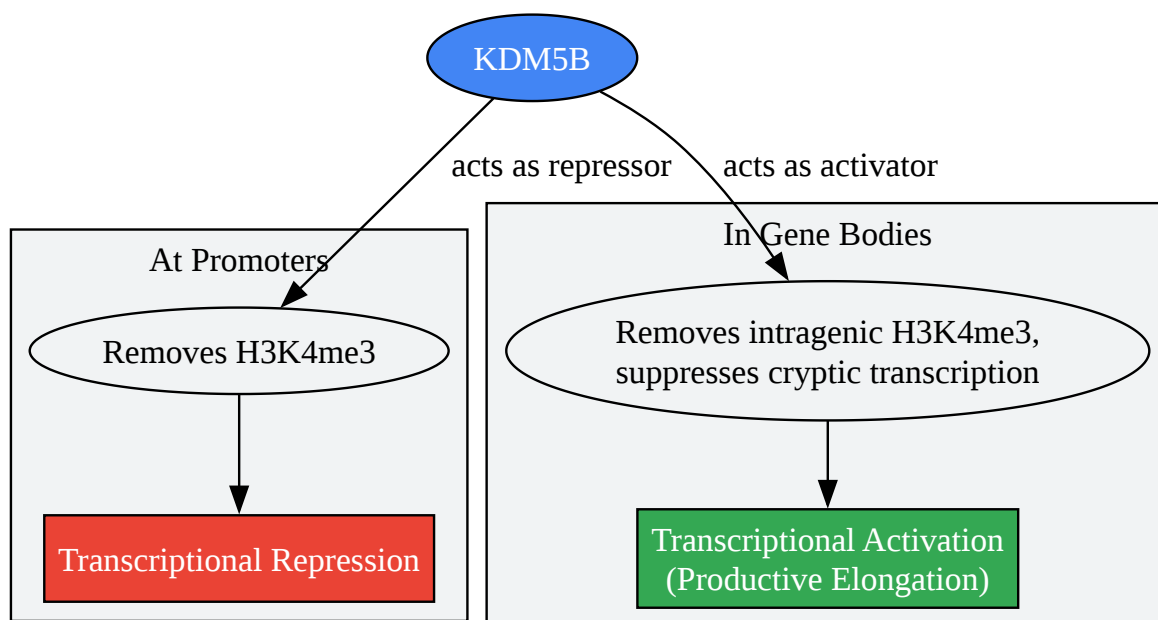 KDM5B
acts as repressor
acts as activator
At Promoters
In Gene Bodies
Removes H3K4me3
Removes intragenic H3K4me3,
suppresses cryptic transcription
Transcriptional Repression
Transcriptional Activation
(Productive Elongation)